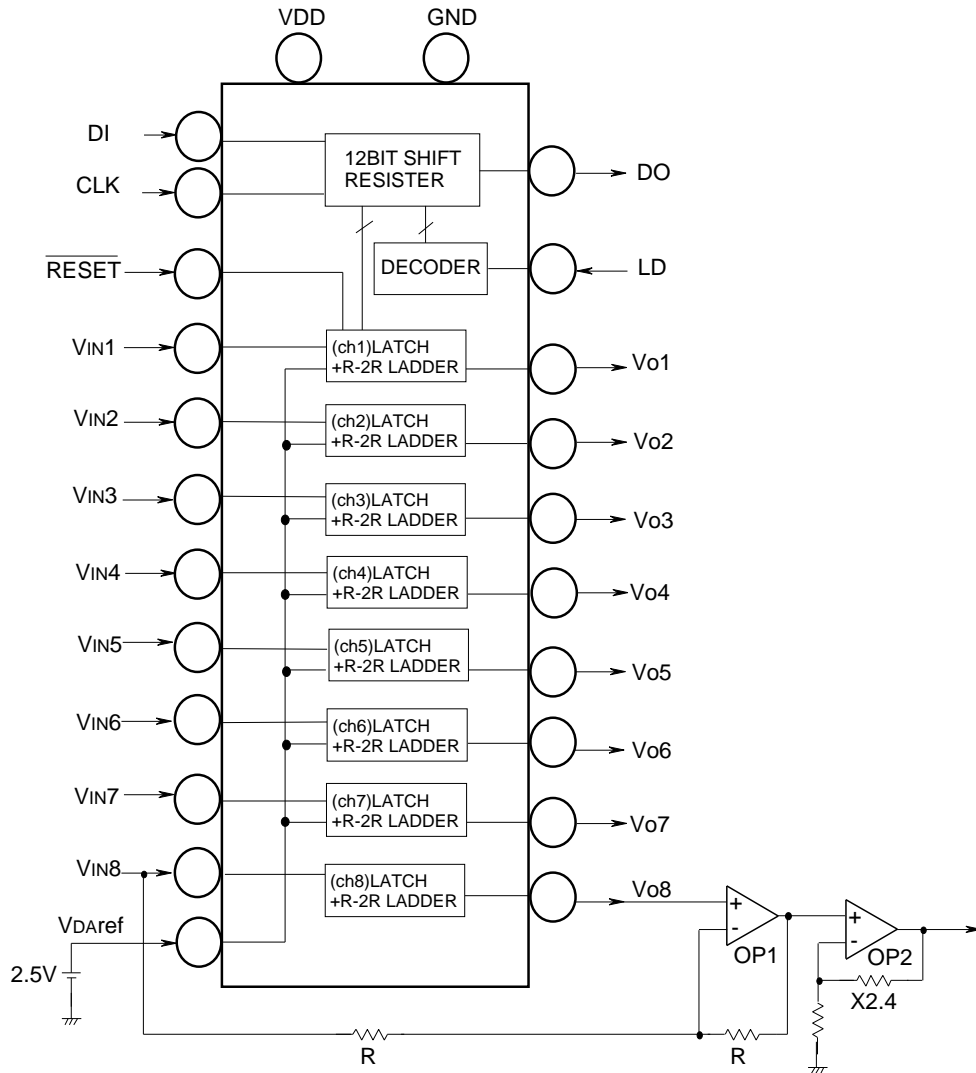 VDD GND
DI
12BIT SHIFT
RESISTER
DO
CLK
RESET
DECODER
LD
VIN1
(ch1)LATCH
+R-2R LADDER
Vo1
VIN2
(ch2)LATCH
+R-2R LADDER
Vo2
VIN3
(ch3)LATCH
+R-2R LADDER
Vo3
VIN4
(ch4)LATCH
+R-2R LADDER
Vo4
VIN5
(ch5)LATCH
+R-2R LADDER
Vo5
VIN6
(ch6)LATCH
+R-2R LADDER
Vo6
VIN7
(ch7)LATCH
+R-2R LADDER
Vo7
VIN8
(ch8)LATCH
+R-2R LADDER
Vo8
+
-
OP1
+
-
OP2
VDAref
2.5V
X2.4
R
R